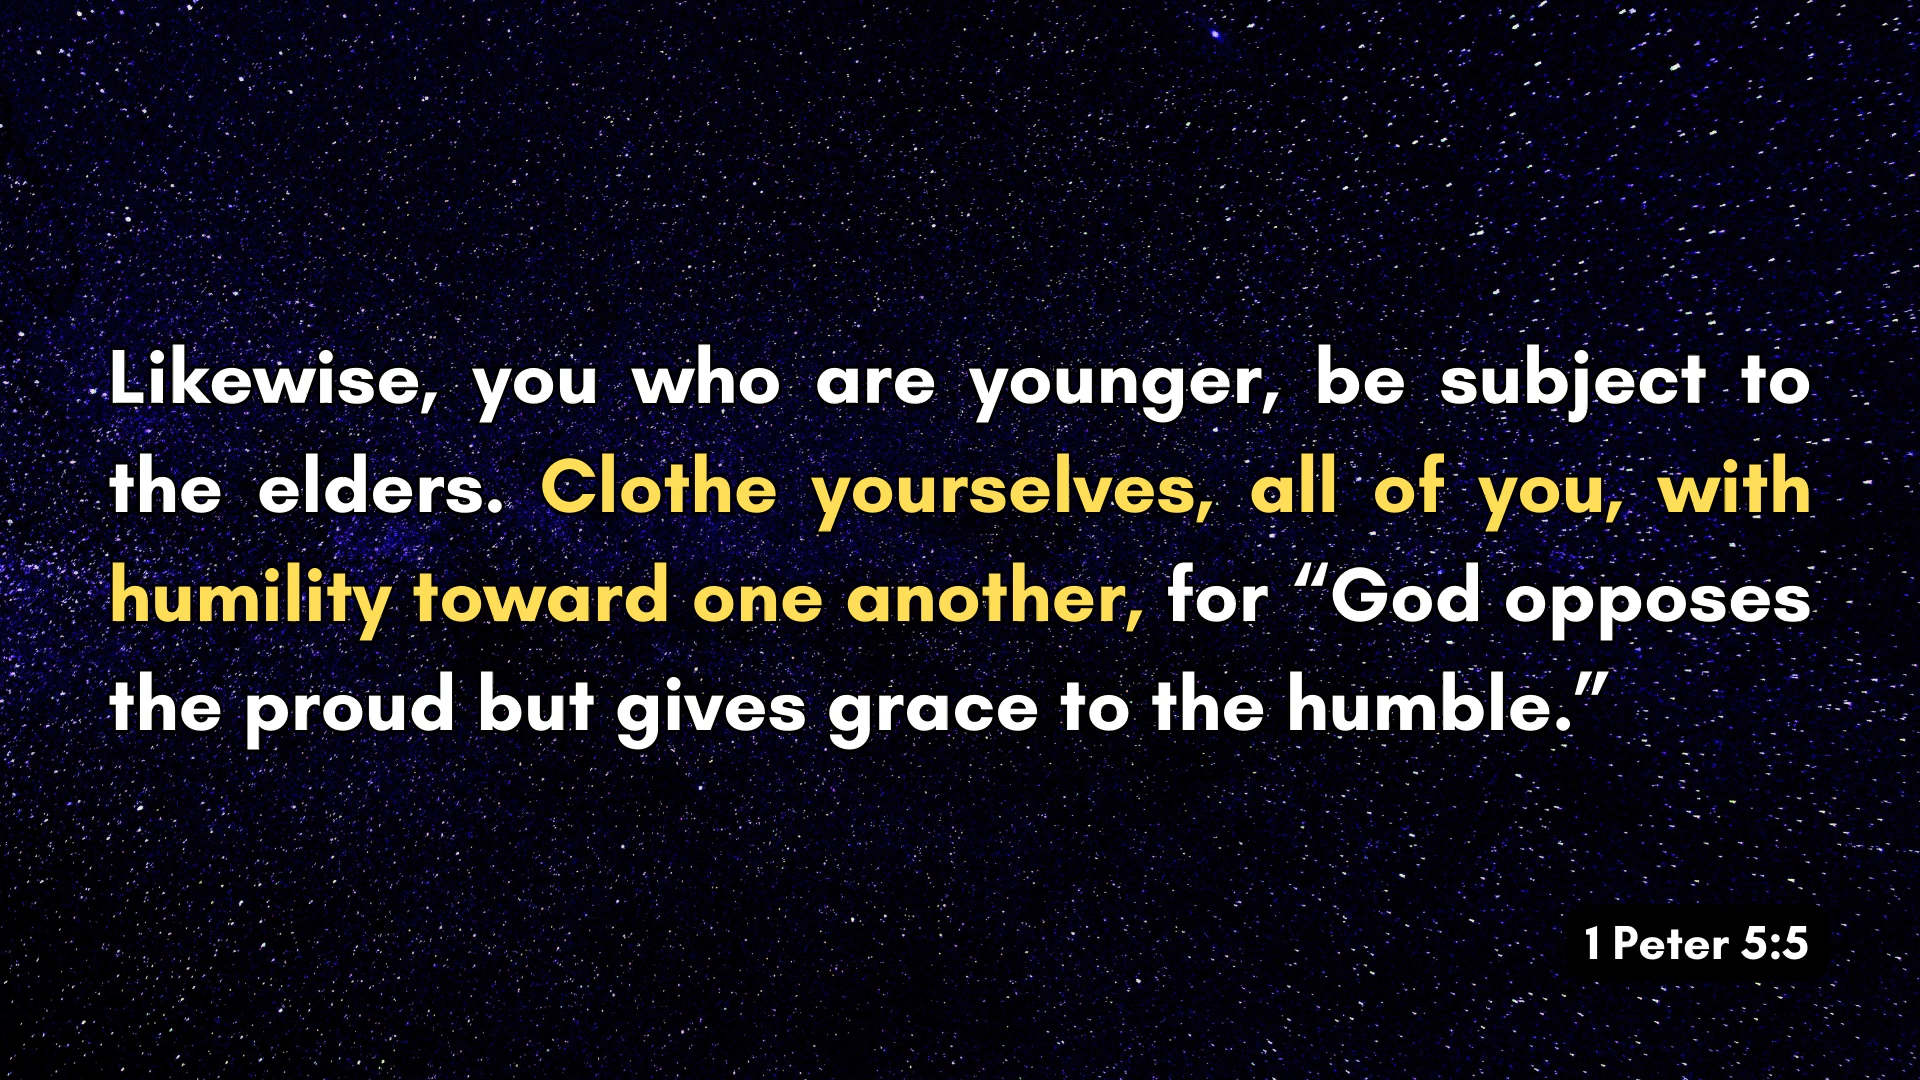 Likewise, you who are younger, be subject to
the elders. Clothe yourselves, all of you, with
humility toward one another, for “God opposes
the proud but gives grace to the humble.”
1 Peter 5:5